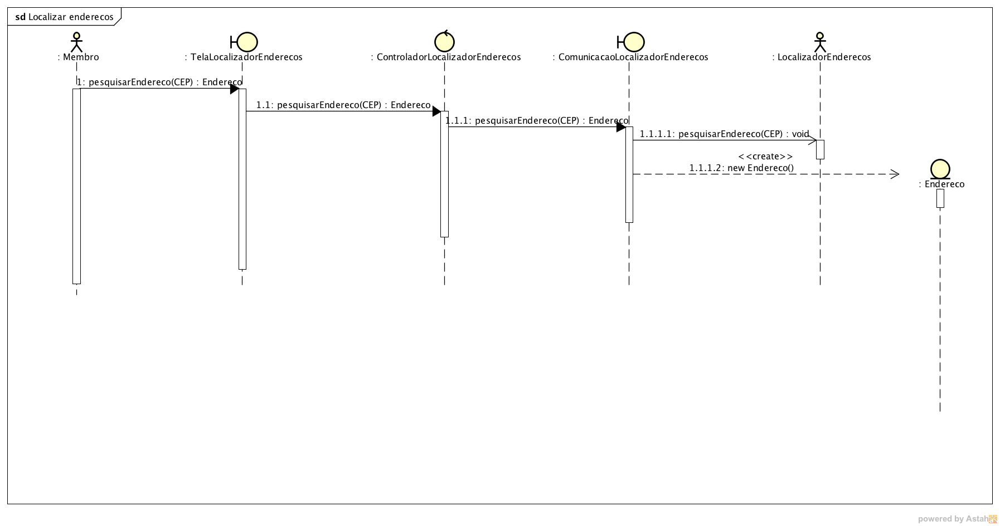 sd Localizar enderecos
: Membro
: TelaLocalizadorEnderecos
: ControladorLocalizadorEnderecos
: ComunicacaoLocalizadorEnderecos
: LocalizadorEnderecos
1: pesquisarEndereco(CEP) : Endereco
1.1: pesquisarEndereco(CEP) : Endereco
1.1.1: pesquisarEndereco(CEP) : Endereco
1.1.1.1: pesquisarEndereco(CEP) : void
<<create>>
1.1.1.2: new Endereco()
: Endereco
powered by Astah